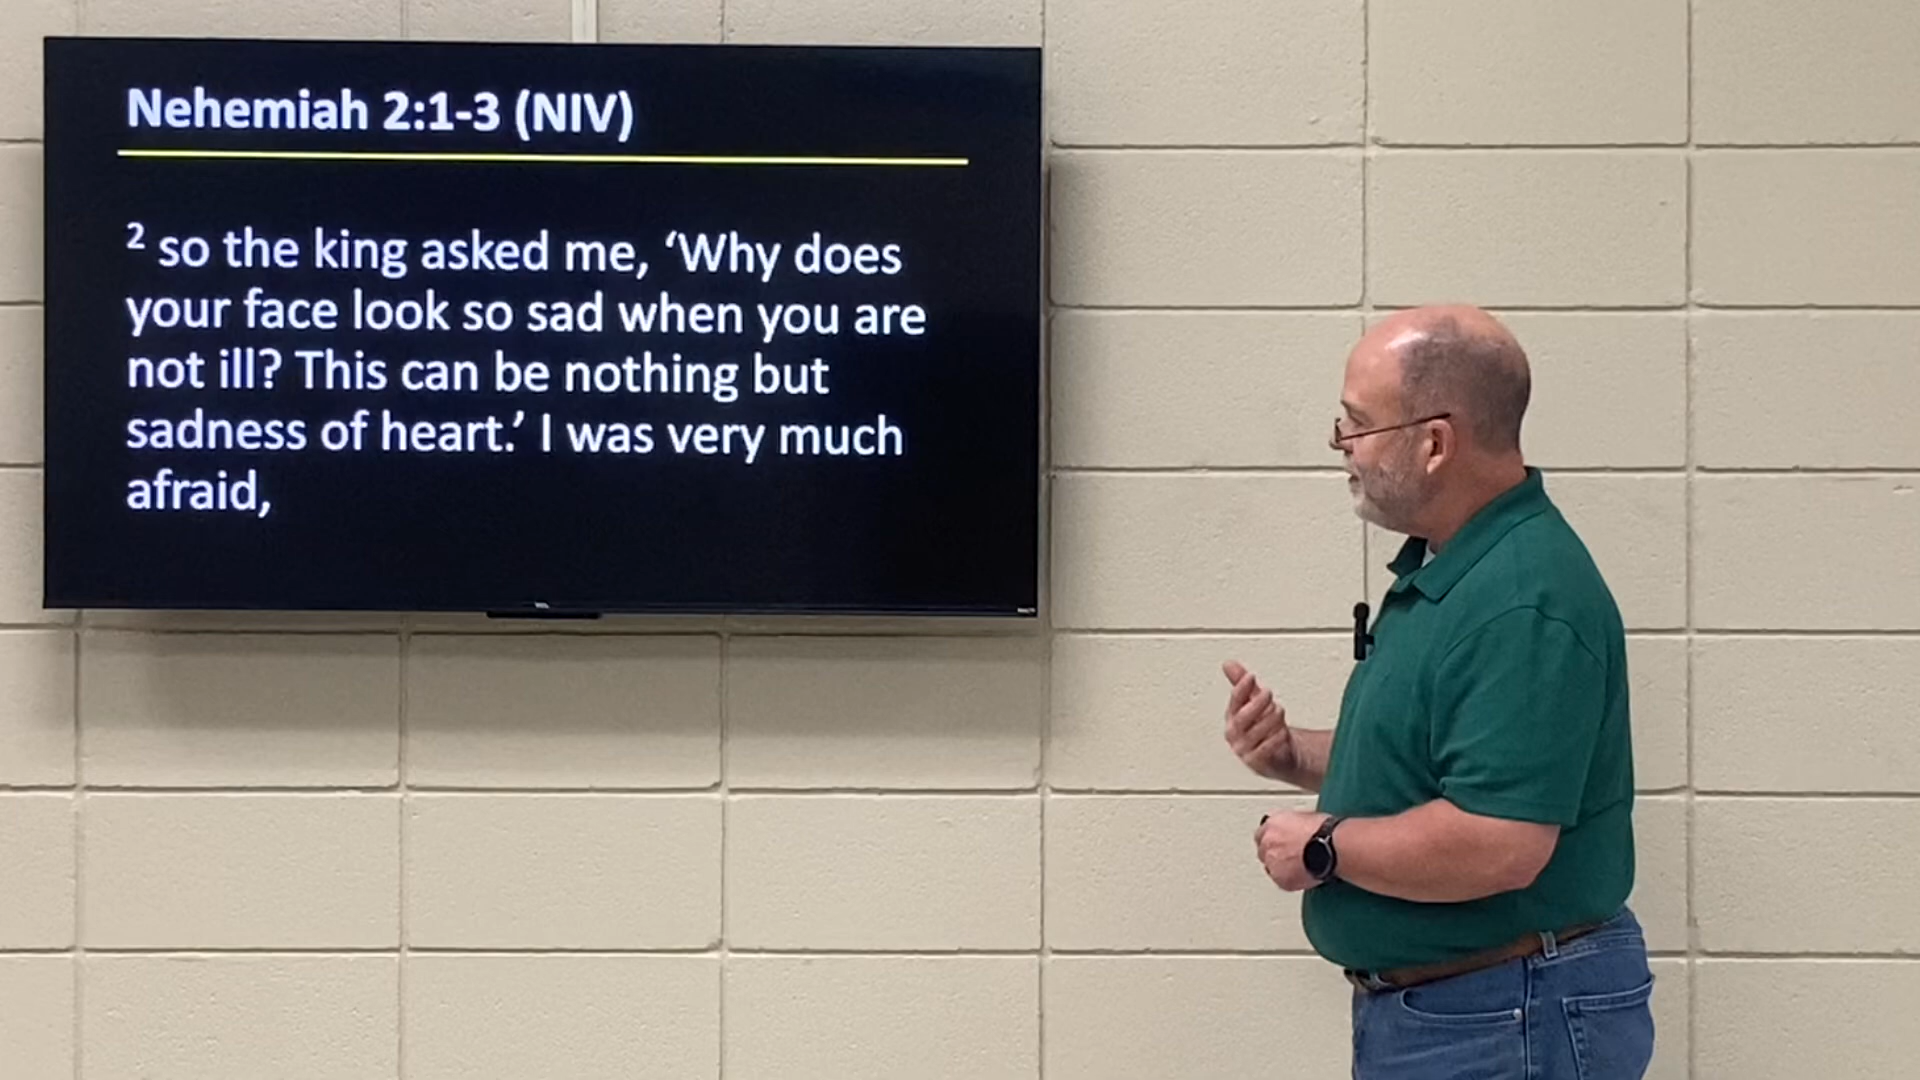 Nehemiah 2:1-3 (NIV)
² so the king asked me, ‘Why does
your face look so sad when you are
not ill? This can be nothing but
sadness of heart.’ I was very much
afraid,